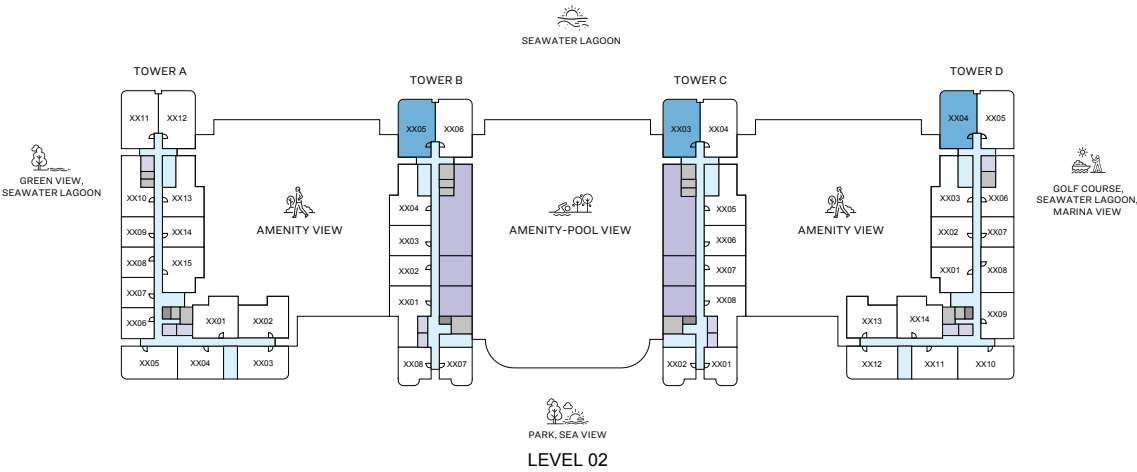 SEAWATER LAGOON
TOWER A
TOWER B
TOWER C
TOWER D
XX11
XX12
XX05
XX06
XX03
XX04
XX04
XX05
GREEN VIEW,
SEAWATER LAGOON
GOLF COURSE,
SEAWATER LAGOON,
MARINA VIEW
XX10
XX13
XX04
XX05
XX03
XX06
XX09
XX14
AMENITY VIEW
XX03
AMENITY-POOL VIEW
XX06
AMENITY VIEW
XX02
XX07
XX08
XX15
XX02
XX07
XX01
XX08
XX07
XX01
XX08
XX06
XX01
XX02
XX13
XX14
XX09
XX05
XX04
XX03
XX08
XX07
XX02
XX01
XX12
XX11
XX10
PARK, SEA VIEW
LEVEL 02